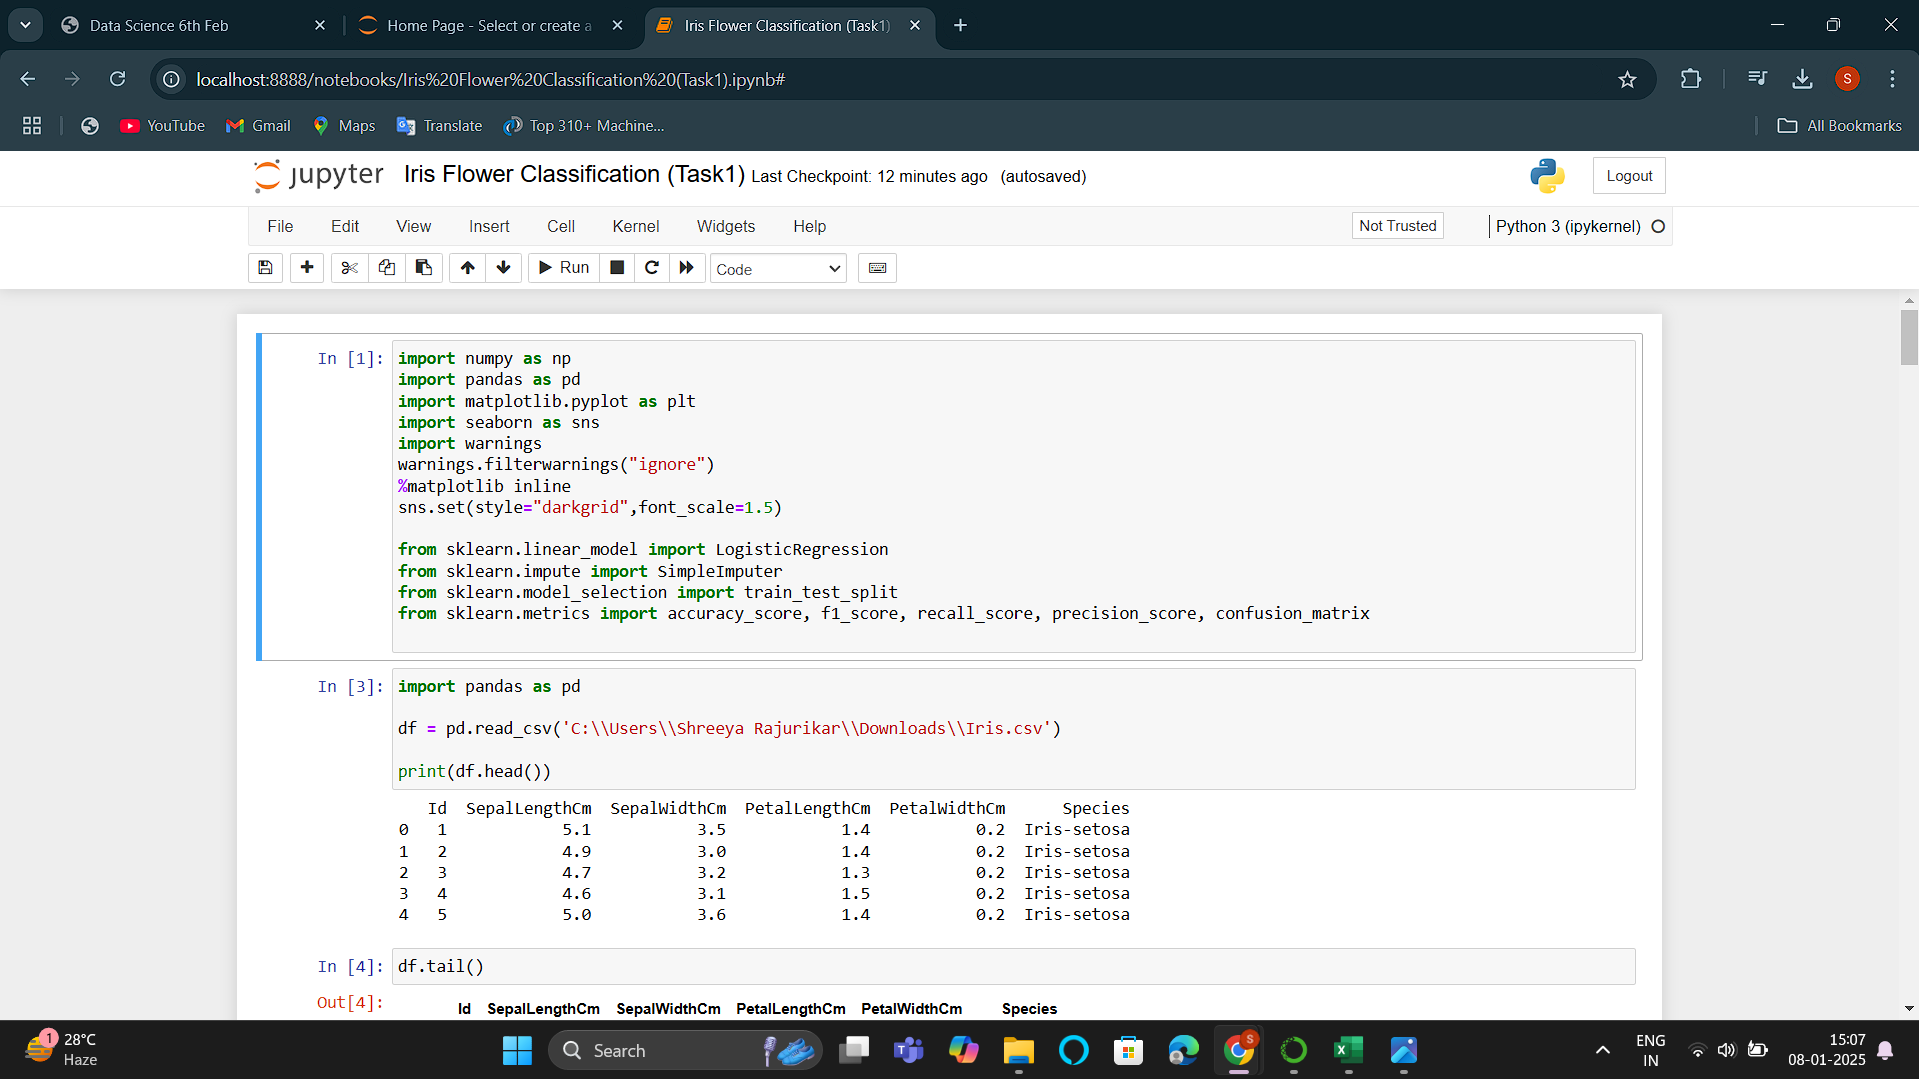 Data Science 6th Feb
Home Page - Select or create a
Iris Flower Classification (Task1)
localhost:8888/notebooks/Iris%20Flower%20Classification%20(Task1).ipynb#
S
YouTube
Gmail
Maps
Translate
Top 310+ Machine...
All Bookmarks
jupyter Iris Flower Classification (Task1) Last Checkpoint: 12 minutes ago (autosaved)
Logout
File Edit View Insert Cell Kernel Widgets Help
Not Trusted
Python 3 (ipykernel)
Run
Code
In [1]: import numpy as np
import pandas as pd
import matplotlib.pyplot as plt
import seaborn as sns
import warnings
warnings.filterwarnings("ignore")
%matplotlib inline
sns.set(style="darkgrid",font_scale=1.5)
from sklearn.linear_model import LogisticRegression
from sklearn.impute import SimpleImputer
from sklearn.model_selection import train_test_split
from sklearn.metrics import accuracy_score, f1_score, recall_score, precision_score, confusion_matrix
In [3]: import pandas as pd
df = pd.read_csv('C:\\Users\\Shreeya Rajurikar\\Downloads\\Iris.csv')
print(df.head())
Id SepalLengthCm SepalWidthCm PetalLengthCm PetalWidthCm Species
0 1 5.1 3.5 1.4 0.2 Iris-setosa
1 2 4.9 3.0 1.4 0.2 Iris-setosa
2 3 4.7 3.2 1.3 0.2 Iris-setosa
3 4 4.6 3.1 1.5 0.2 Iris-setosa
4 5 5.0 3.6 1.4 0.2 Iris-setosa
In [4]: df.tail()
Out[4]:
Id SepalLengthCm SepalWidthCm PetalLengthCm PetalWidthCm Species
1
28°C
Haze
Search
S
ENG
IN
15:07
08-01-2025